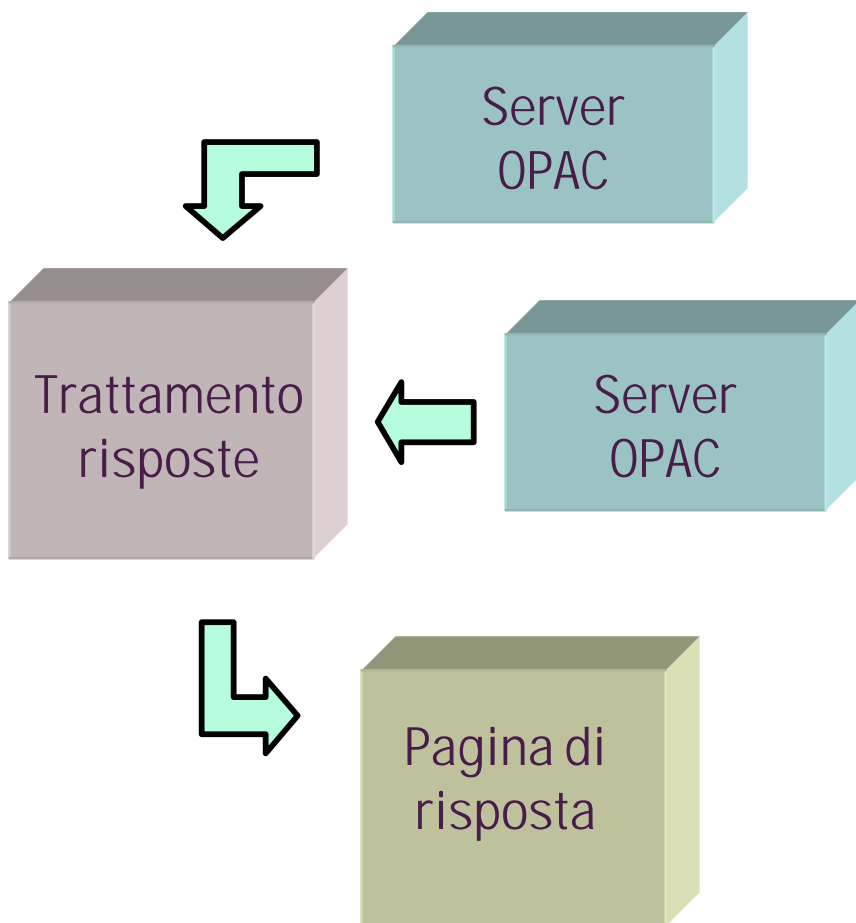 Server
OPAC
Trattamento
risposte
Server
OPAC
Pagina di
risposta